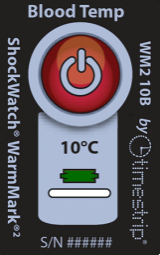 Blood Temp
ShockWatch® WarmMark®²
WM2 10B by timestrip®
10°C
S/N ######